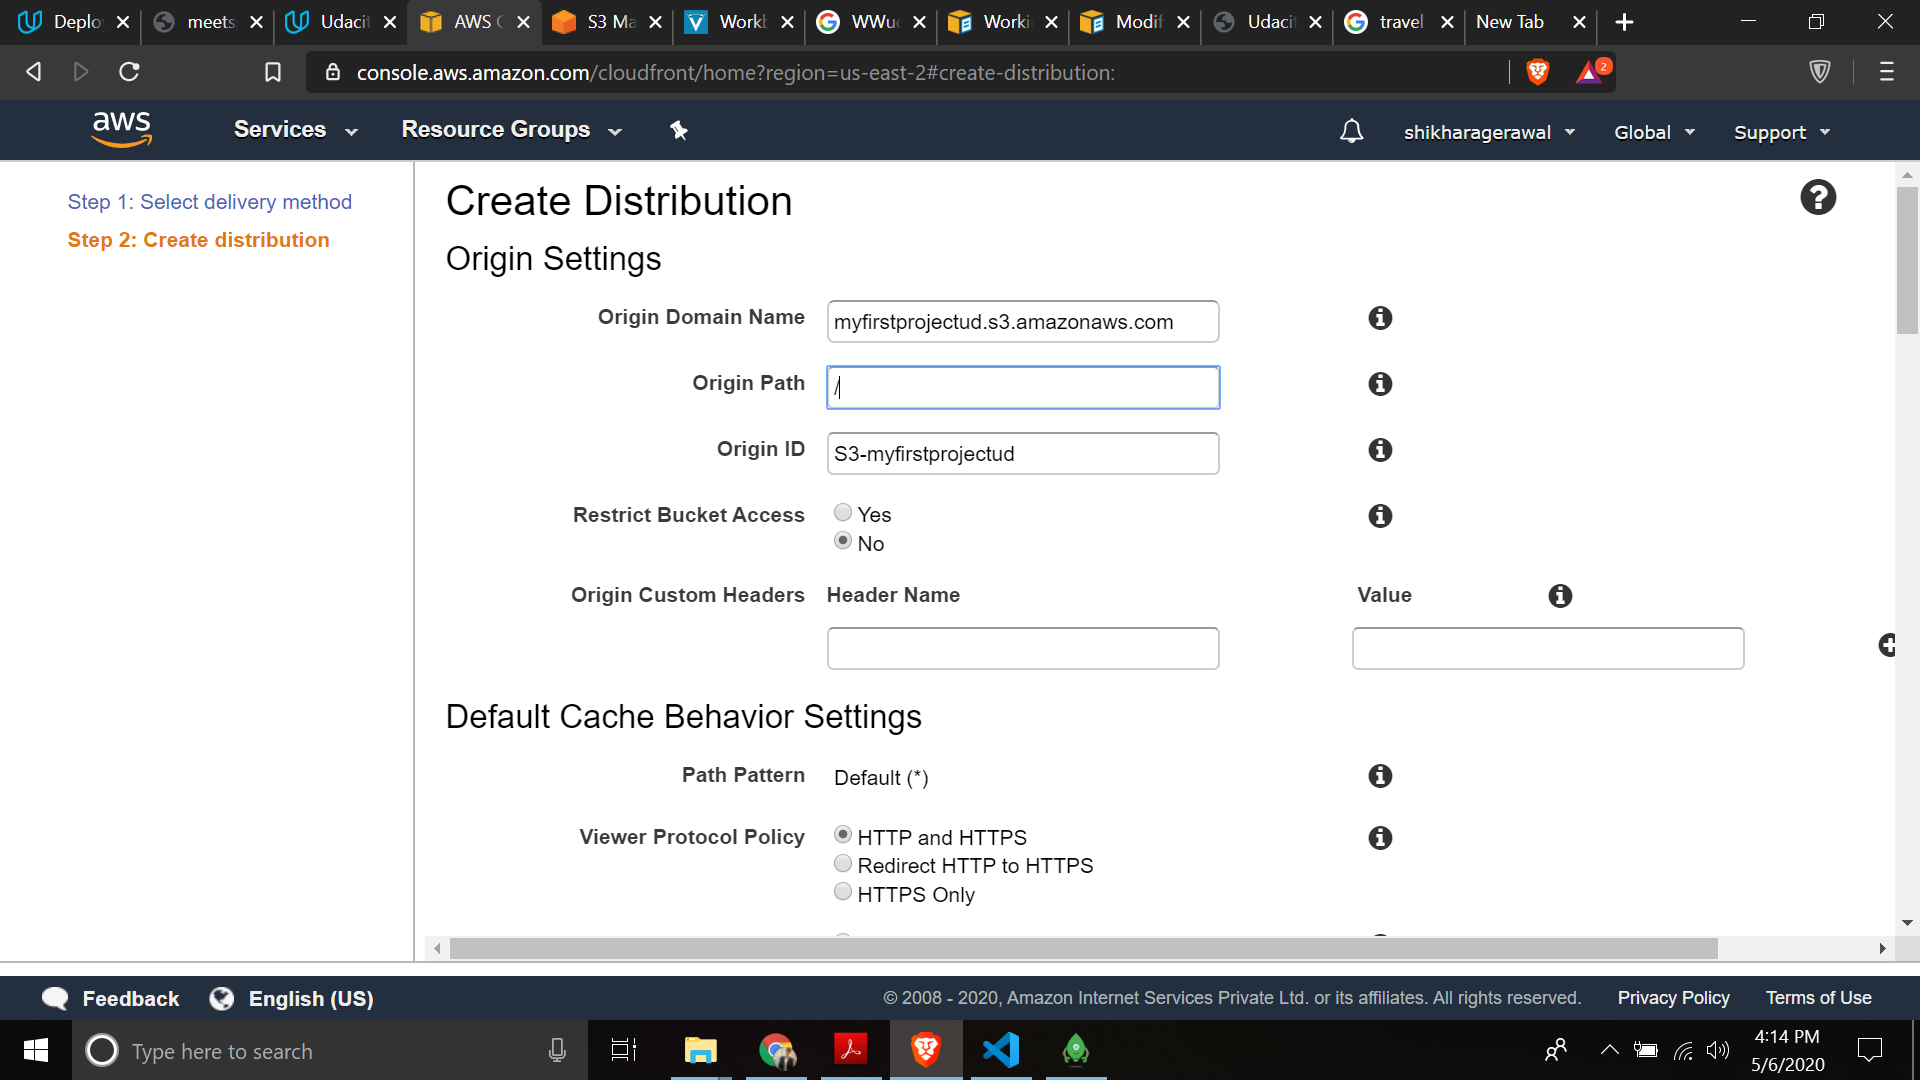 Deplo
meets
Udacit
AWS C
S3 Ma
Workb
WWud
Worki
Modif
Udaci
travel
New Tab
console.aws.amazon.com/cloudfront/home?region=us-east-2#create-distribution:
2
aws
Services
Resource Groups
shikharagerawal
Global
Support
Step 1: Select delivery method
Step 2: Create distribution
Create Distribution
Origin Settings
Origin Domain Name myfirstprojectud.s3.amazonaws.com
Origin Path /
Origin ID S3-myfirstprojectud
Restrict Bucket Access Yes
No
Origin Custom Headers Header Name Value
Default Cache Behavior Settings
Path Pattern Default (*)
Viewer Protocol Policy HTTP and HTTPS
Redirect HTTP to HTTPS
HTTPS Only
Feedback English (US)
© 2008 - 2020, Amazon Internet Services Private Ltd. or its affiliates. All rights reserved. Privacy Policy Terms of Use
Type here to search
4:14 PM
5/6/2020